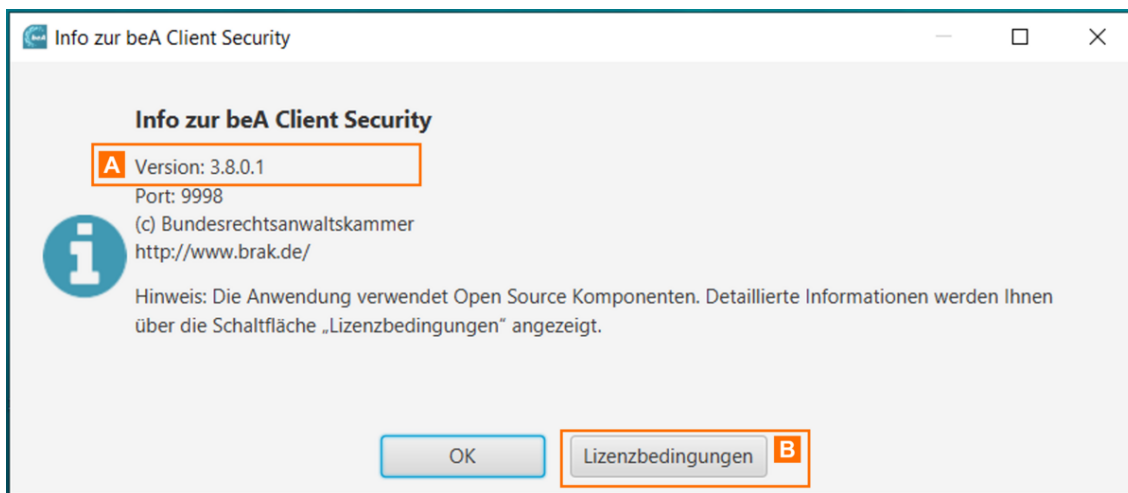 Info zur beA Client Security
Info zur beA Client Security
A Version: 3.8.0.1
Port: 9998
(c) Bundesrechtsanwaltskammer
http://www.brak.de/
Hinweis: Die Anwendung verwendet Open Source Komponenten. Detaillierte Informationen werden Ihnen
über die Schaltfläche „Lizenzbedingungen“ angezeigt.
OK Lizenzbedingungen B